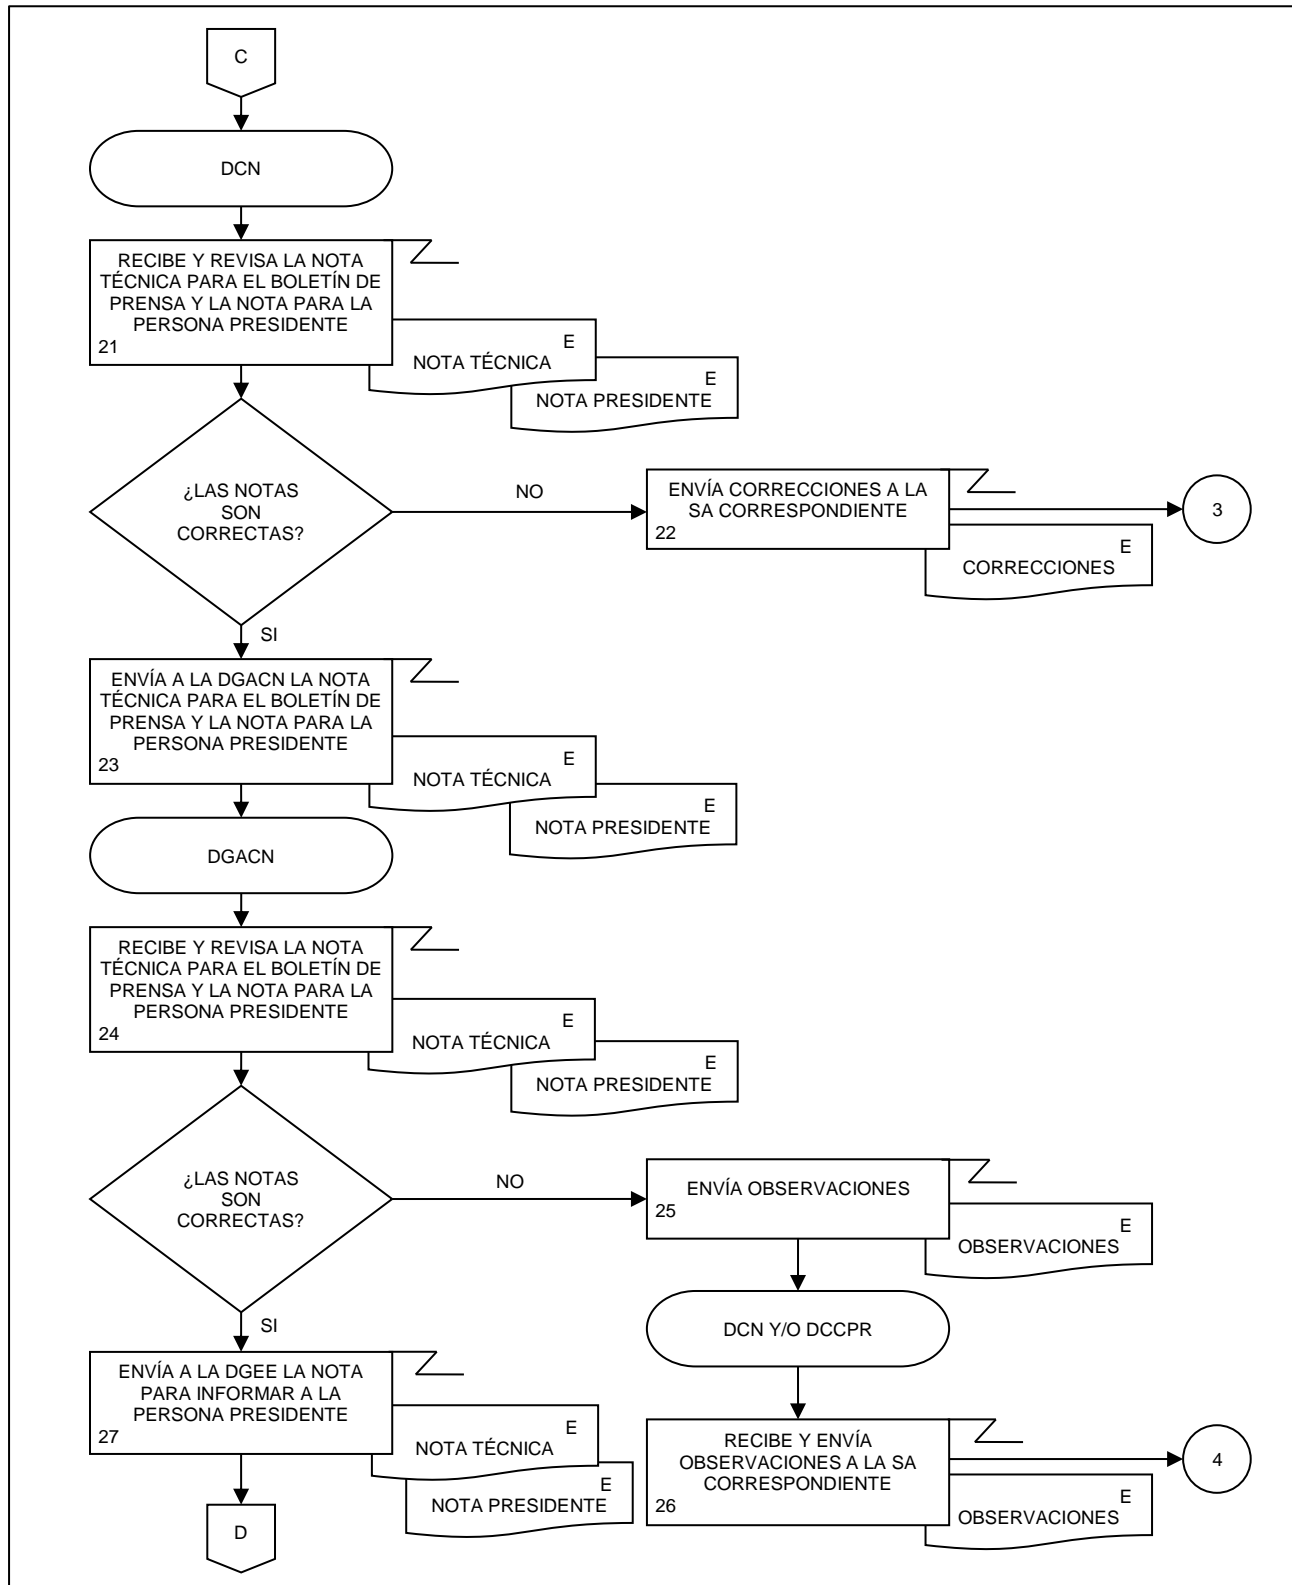 C
DCN
RECIBE Y REVISA LA NOTA
TÉCNICA PARA EL BOLETÍN DE
PRENSA Y LA NOTA PARA LA
PERSONA PRESIDENTE
21
E
NOTA TÉCNICA
E
NOTA PRESIDENTE
¿LAS NOTAS
SON
CORRECTAS?
NO
ENVÍA CORRECCIONES A LA
SA CORRESPONDIENTE
22
3
E
CORRECCIONES
SI
ENVÍA A LA DGACN LA NOTA
TÉCNICA PARA EL BOLETÍN DE
PRENSA Y LA NOTA PARA LA
PERSONA PRESIDENTE
23
E
NOTA TÉCNICA
E
NOTA PRESIDENTE
DGACN
RECIBE Y REVISA LA NOTA
TÉCNICA PARA EL BOLETÍN DE
PRENSA Y LA NOTA PARA LA
PERSONA PRESIDENTE
24
E
NOTA TÉCNICA
E
NOTA PRESIDENTE
¿LAS NOTAS
SON
CORRECTAS?
NO
ENVÍA OBSERVACIONES
25
E
OBSERVACIONES
DCN Y/O DCCPR
RECIBE Y ENVÍA
OBSERVACIONES A LA SA
CORRESPONDIENTE
26
4
E
OBSERVACIONES
SI
ENVÍA A LA DGEE LA NOTA
PARA INFORMAR A LA
PERSONA PRESIDENTE
27
E
NOTA TÉCNICA
E
NOTA PRESIDENTE
D